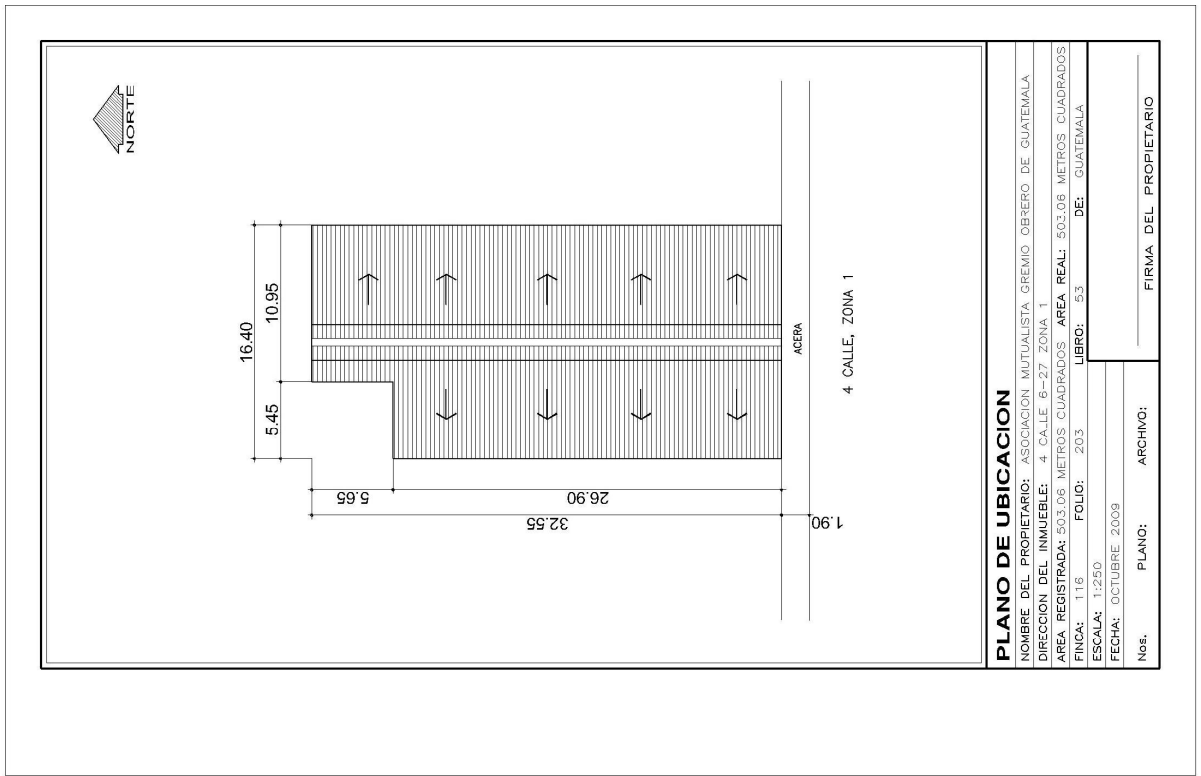 NORTE
16.40
5.45
10.95
5.65
26.90
32.55
1.90
ACERA
4 CALLE, ZONA 1
PLANO DE UBICACION
NOMBRE DEL PROPIETARIO: ASOCIACION MUTUALISTA GREMIO OBRERO DE GUATEMALA
DIRECCION DEL INMUEBLE: 4 CALLE 6-27 ZONA 1
AREA REGISTRADA: 503.06 METROS CUADRADOS AREA REAL: 503.06 METROS CUADRADOS
FINCA: 116 FOLIO: 203 LIBRO: 53 DE: GUATEMALA
ESCALA: 1:250
FECHA: OCTUBRE 2009
Nos. PLANO: ARCHIVO:
FIRMA DEL PROPIETARIO